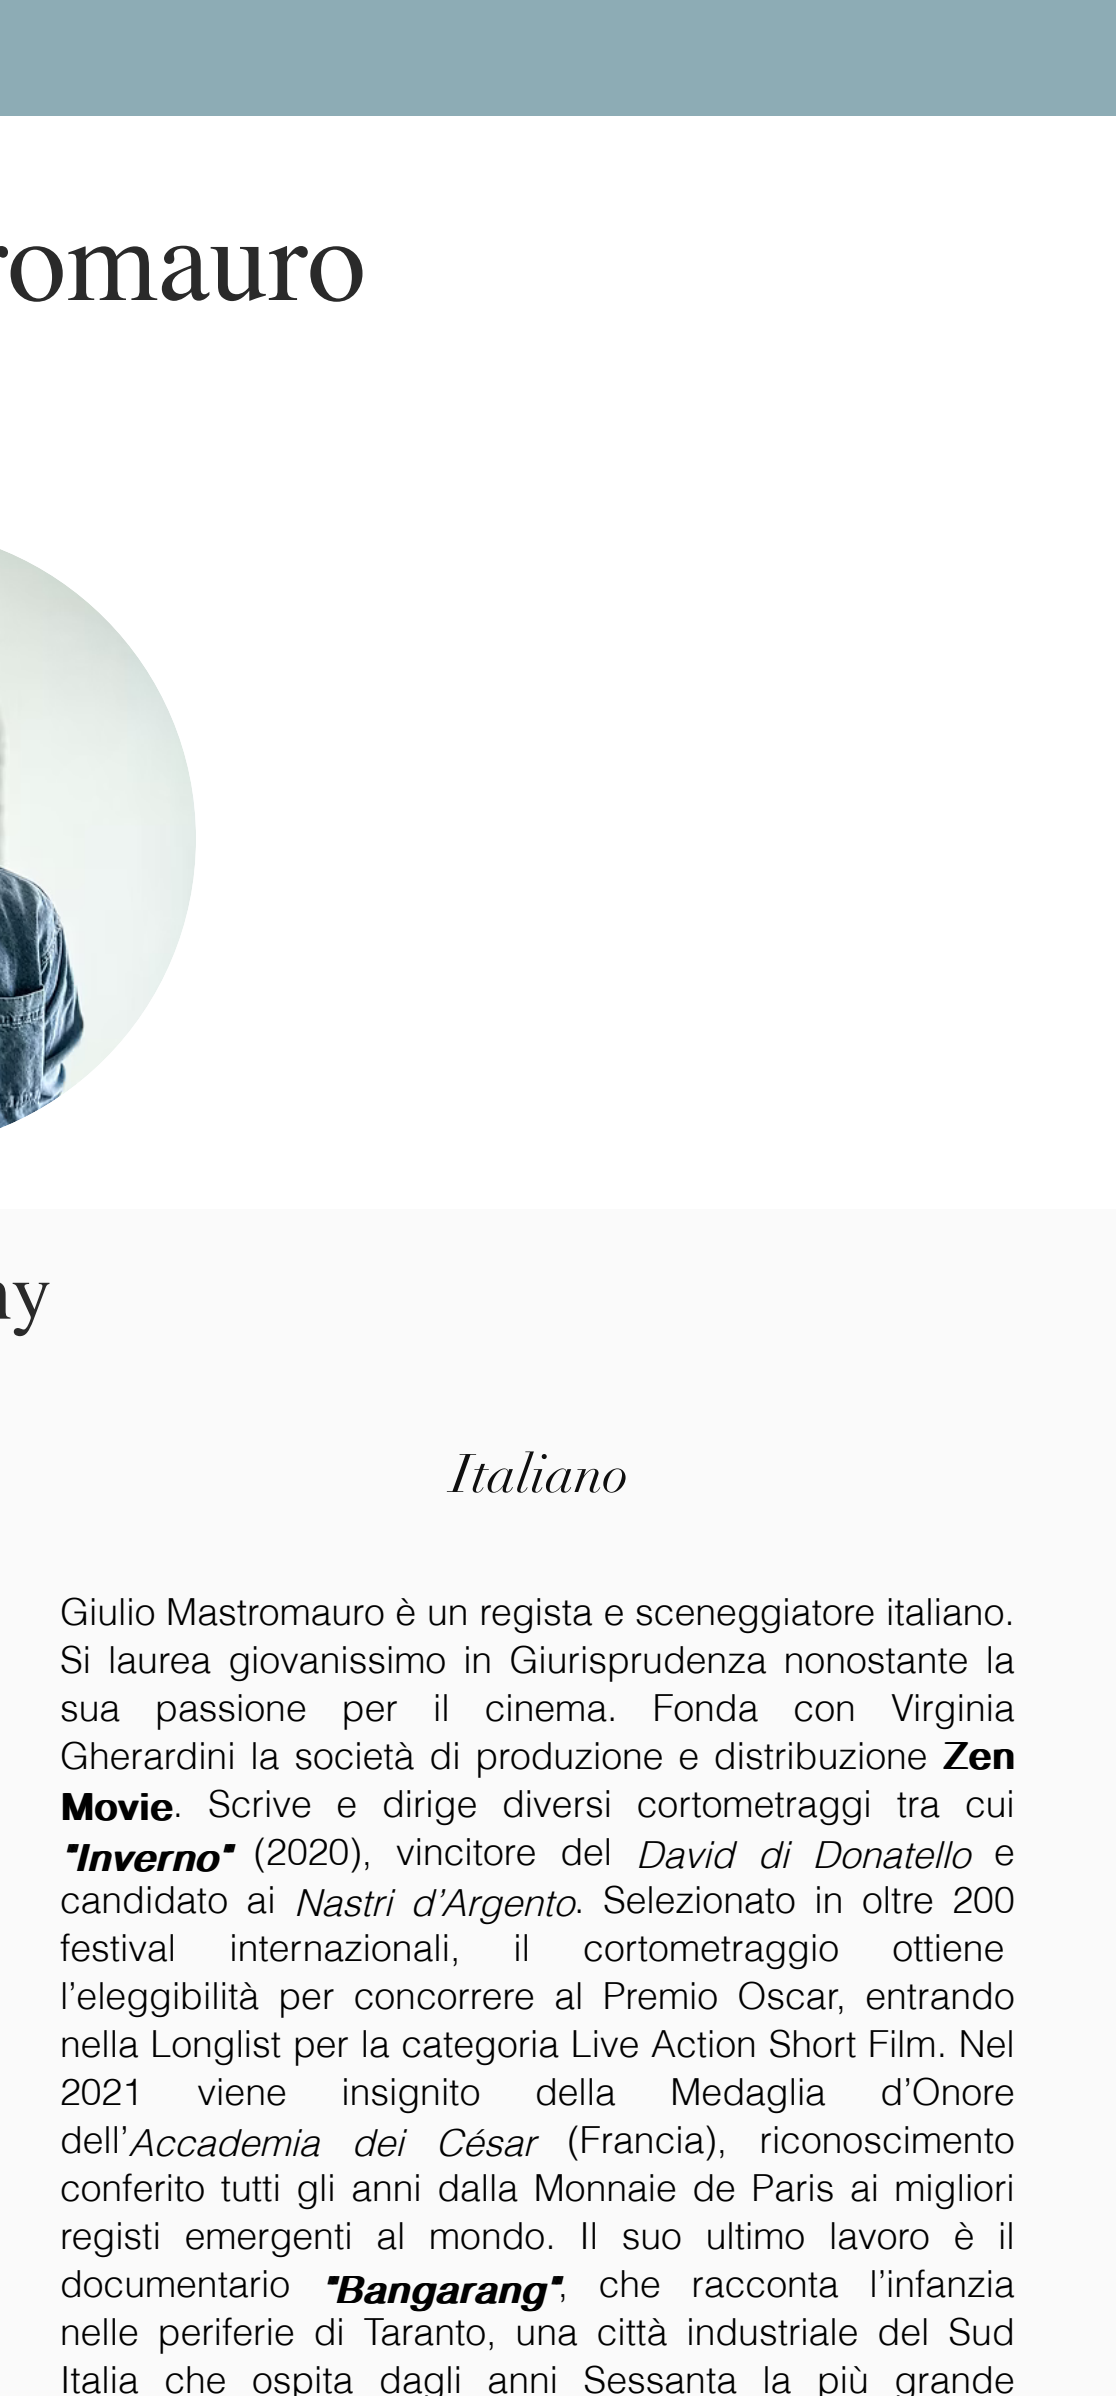 romauro
hy
Italiano
Giulio Mastromauro è un regista e sceneggiatore italiano.
Si laurea giovanissimo in Giurisprudenza nonostante la
sua passione per il cinema. Fonda con Virginia
Gherardini la società di produzione e distribuzione Zen
Movie. Scrive e dirige diversi cortometraggi tra cui
"Inverno" (2020), vincitore del David di Donatello e
candidato ai Nastri d’Argento. Selezionato in oltre 200
festival internazionali, il cortometraggio ottiene
l’eleggibilità per concorrere al Premio Oscar, entrando
nella Longlist per la categoria Live Action Short Film. Nel
2021 viene insignito della Medaglia d’Onore
dell’Accademia dei César (Francia), riconoscimento
conferito tutti gli anni dalla Monnaie de Paris ai migliori
registi emergenti al mondo. Il suo ultimo lavoro è il
documentario "Bangarang", che racconta l’infanzia
nelle periferie di Taranto, una città industriale del Sud
Italia che ospita dagli anni Sessanta la più grande